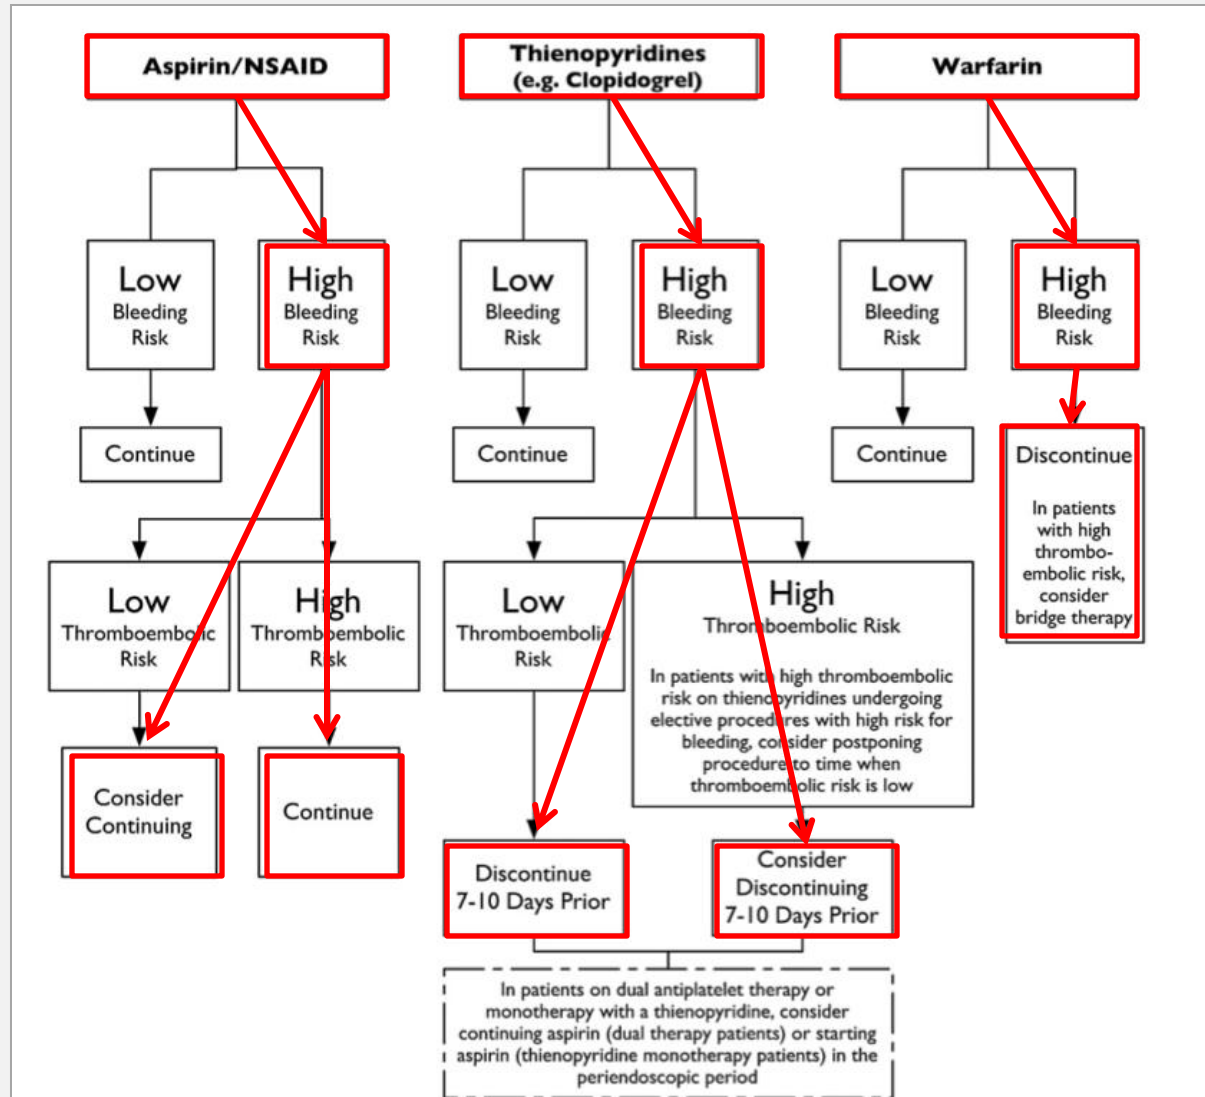 Aspirin/NSAID
Thienopyridines
(e.g. Clopidogrel)
Warfarin
Low
Bleeding
Risk
High
Bleeding
Risk
Low
Bleeding
Risk
High
Bleeding
Risk
Low
Bleeding
Risk
High
Bleeding
Risk
Continue
Continue
Continue
Discontinue
In patients
with high
thrombo-
embolic risk,
consider
bridge therapy
Low
Thromboembolic
Risk
High
Thromboembolic
Risk
Low
Thromboembolic
Risk
High
Thromboembolic Risk
In patients with high thromboembolic
risk on thienopyridines undergoing
elective procedures with high risk for
bleeding, consider postponing
procedure to time when
thromboembolic risk is low
Consider
Continuing
Continue
Discontinue
7-10 Days Prior
Consider
Discontinuing
7-10 Days Prior
In patients on dual antiplatelet therapy or
monotherapy with a thienopyridine, consider
continuing aspirin (dual therapy patients) or starting
aspirin (thienopyridine monotherapy patients) in the
periendoscopic period